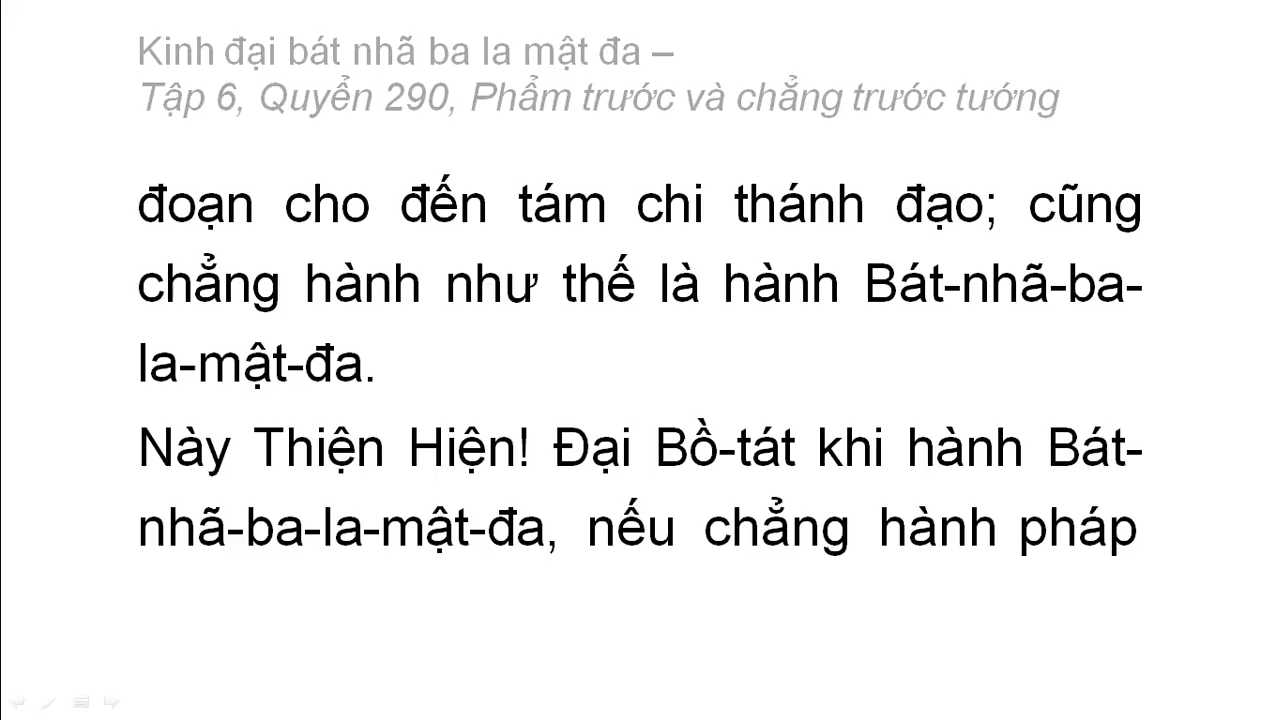 Kinh đại bát nhã ba la mật đa –
Tập 6, Quyển 290, Phẩm trước và chẳng trước tướng
đoạn cho đến tám chi thánh đạo; cũng
chẳng hành như thế là hành Bát-nhã-ba-
la-mật-đa.
Này Thiện Hiện! Đại Bồ-tát khi hành Bát-
nhã-ba-la-mật-đa, nếu chẳng hành pháp